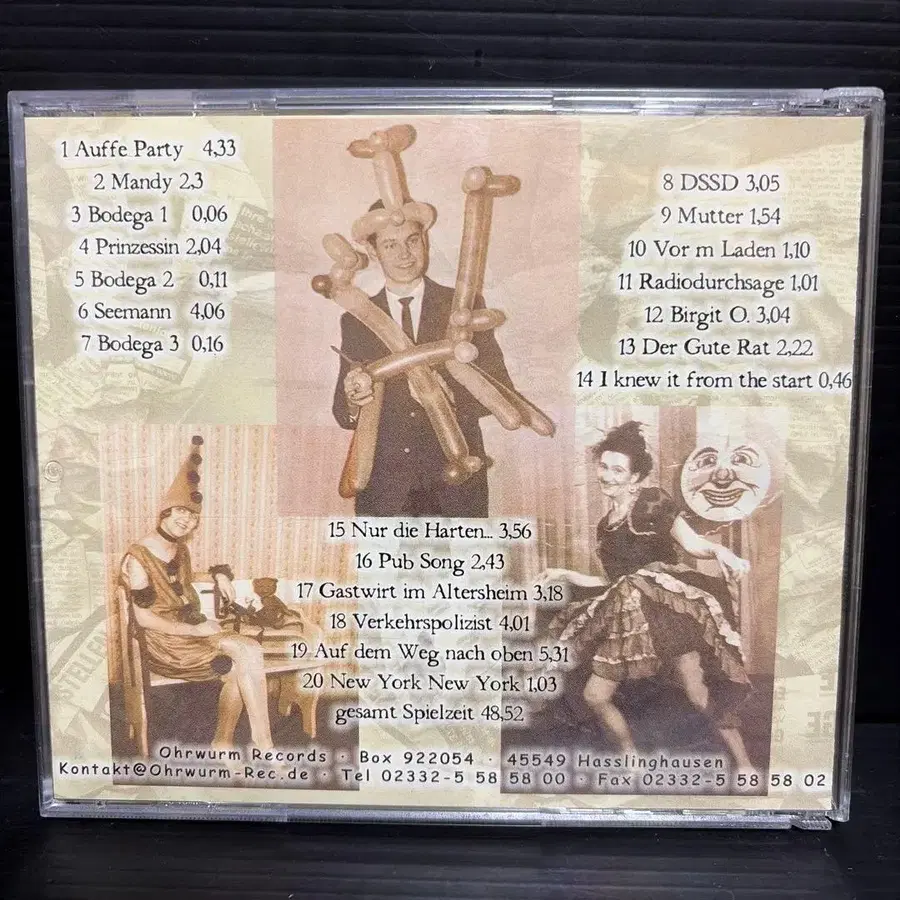 1 Auffe Party 4,33
2 Mandy 2,3
3 Bodega 1 0,06
4 Prinzessin 2,04
5 Bodega 2 0,11
6 Seemann 4,06
7 Bodega 3 0,16
8 DSSD 3,05
9 Mutter 1,54
10 Vor m Laden 1,10
11 Radiodurchsage 1,01
12 Birgit O. 3,04
13 Der Gute Rat 2,22
14 I knew it from the start 0,46
15 Nur die Harten... 3,56
16 Pub Song 2,43
17 Gastwirt im Altersheim 3,18
18 Verkehrspolizist 4,01
19 Auf dem Weg nach oben 5,31
20 New York New York 1,03
gesamt Spielzeit 48,52
Ohrwurm Records · Box 922054 · 45549 Hasslinghausen
Kontakt@Ohrwurm-Rec.de · Tel 02332-5 58 58 00 · Fax 02332-5 58 58 02